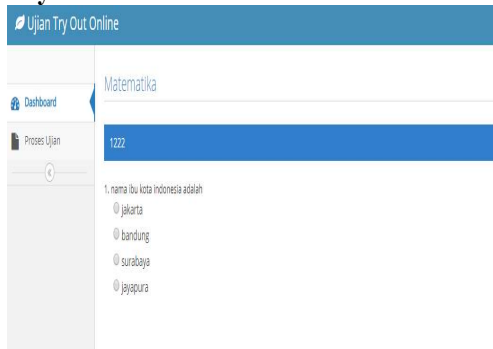 Ujian Try Out Online
Matematika
Dashboard
Proses Ujian
1222
1. nama ibu kota indonesia adalah
jakarta
bandung
surabaya
jayapura